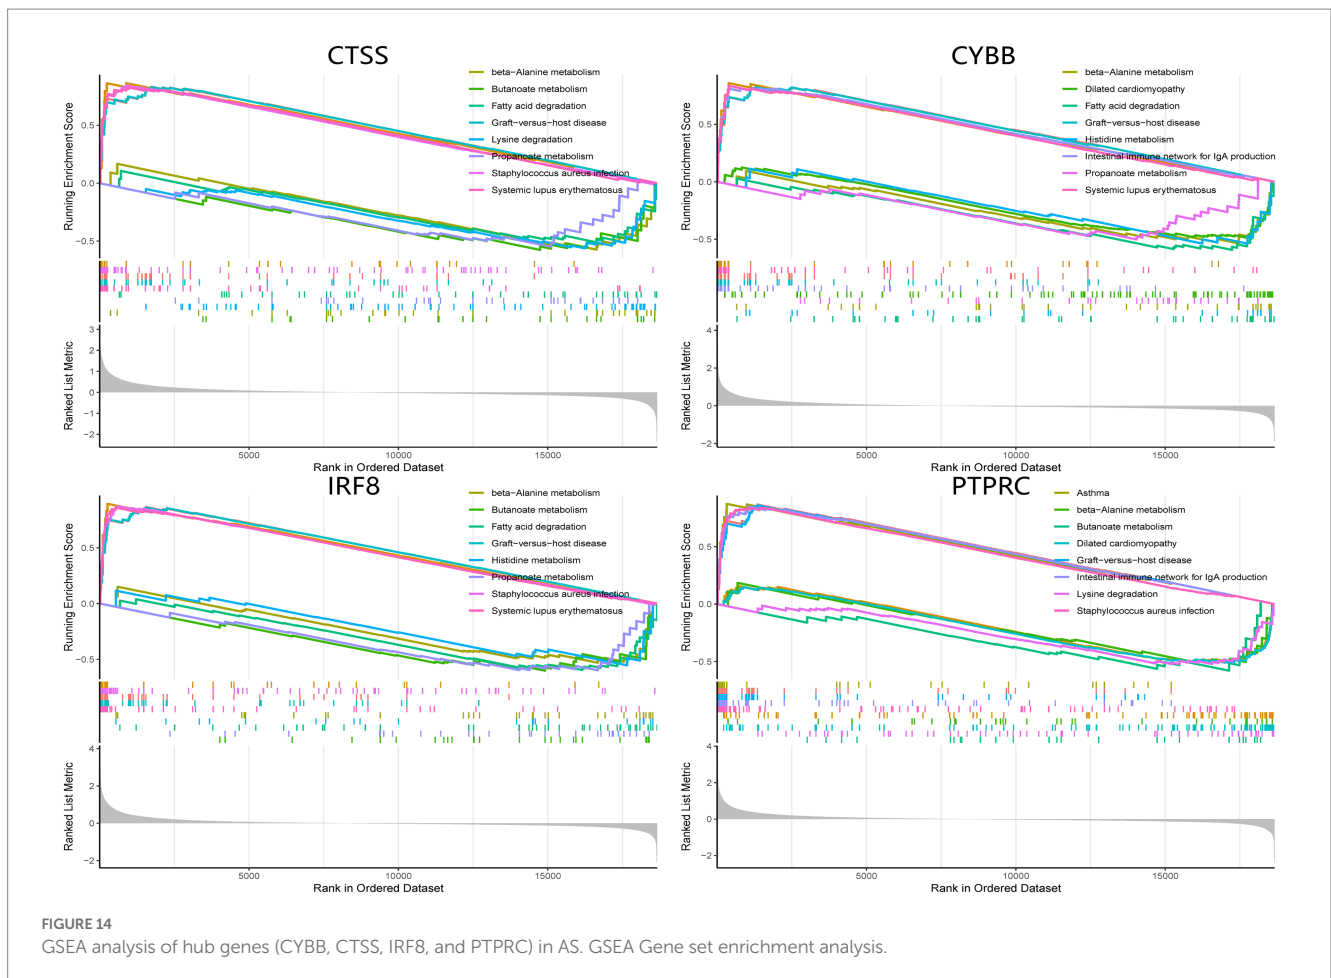 CTSS
beta−Alanine metabolism
Butanoate metabolism
Fatty acid degradation
Graft−versus−host disease
Lysine degradation
Propanoate metabolism
Staphylococcus aureus infection
Systemic lupus erythematosus
Running Enrichment Score
0.5
0.0
−0.5
Ranked List Metric
3
2
1
0
−1
−2
5000
10000
15000
Rank in Ordered Dataset
CYBB
beta−Alanine metabolism
Dilated cardiomyopathy
Fatty acid degradation
Graft−versus−host disease
Histidine metabolism
Intestinal immune network for IgA production
Propanoate metabolism
Systemic lupus erythematosus
Running Enrichment Score
0.5
0.0
−0.5
Ranked List Metric
4
2
0
−2
5000
10000
15000
Rank in Ordered Dataset
IRF8
beta−Alanine metabolism
Butanoate metabolism
Fatty acid degradation
Graft−versus−host disease
Histidine metabolism
Propanoate metabolism
Staphylococcus aureus infection
Systemic lupus erythematosus
Running Enrichment Score
0.5
0.0
−0.5
Ranked List Metric
4
2
0
−2
5000
10000
15000
Rank in Ordered Dataset
PTPRC
Asthma
beta−Alanine metabolism
Butanoate metabolism
Dilated cardiomyopathy
Graft−versus−host disease
Intestinal immune network for IgA production
Lysine degradation
Staphylococcus aureus infection
Running Enrichment Score
0.5
0.0
−0.5
Ranked List Metric
4
2
0
−2
5000
10000
15000
Rank in Ordered Dataset
FIGURE 14
GSEA analysis of hub genes (CYBB, CTSS, IRF8, and PTPRC) in AS. GSEA Gene set enrichment analysis.